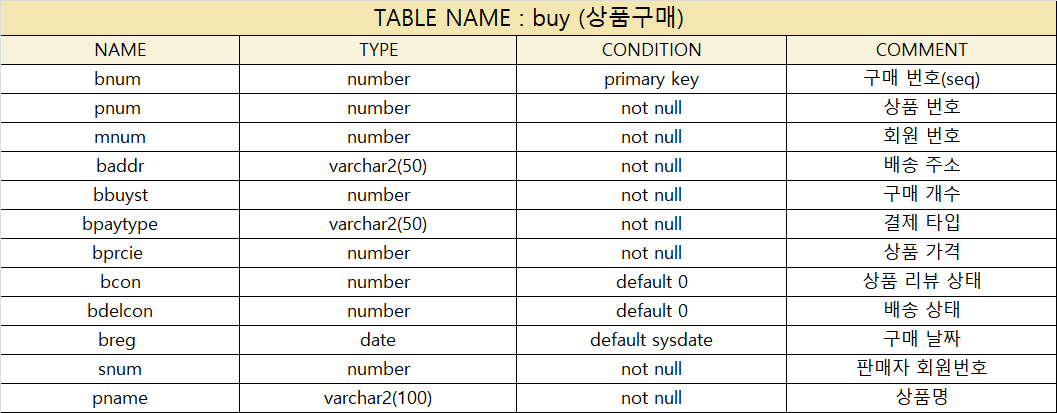 TABLE NAME : buy (상품구매)
NAME TYPE CONDITION COMMENT
bnum number primary key 구매 번호(seq)
pnum number not null 상품 번호
mnum number not null 회원 번호
baddr varchar2(50) not null 배송 주소
bbuyst number not null 구매 개수
bpaytype varchar2(50) not null 결제 타입
bprcie number not null 상품 가격
bcon number default 0 상품 리뷰 상태
bdelcon number default 0 배송 상태
breg date default sysdate 구매 날짜
snum number not null 판매자 회원번호
pname varchar2(100) not null 상품명